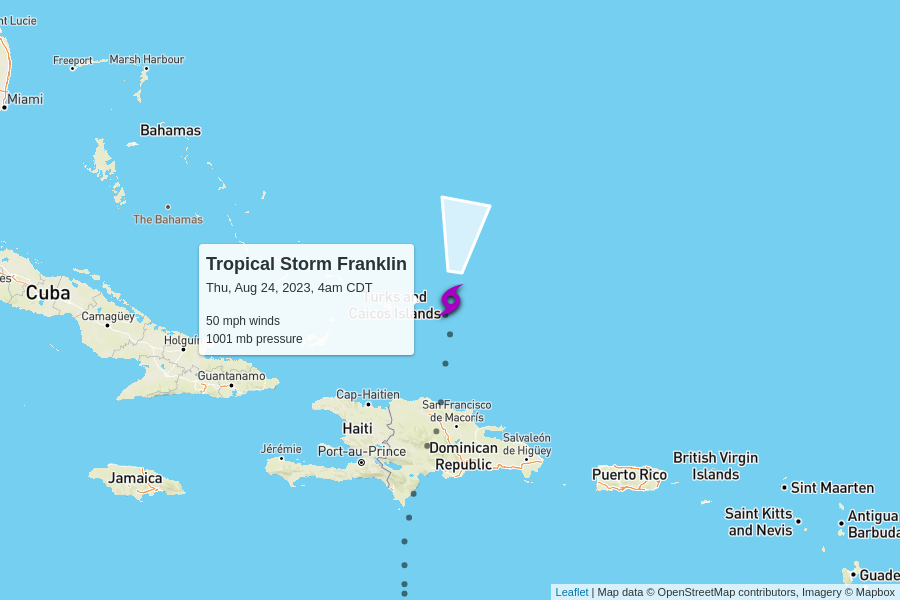 nt Lucie
Freeport
Marsh Harbour
Miami
Bahamas
The Bahamas
Tropical Storm Franklin
Thu, Aug 24, 2023, 4am CDT
50 mph winds
1001 mb pressure
Turks and
Caicos Islands
es
Cuba
Camagüey
Holguín
Guantanamo
Cap-Haitien
Haiti
San Francisco
de Macorís
Jérémie
Port-au-Prince
Dominican
Republic
Salvaleón
de Higüey
Jamaica
Puerto Rico
British Virgin
Islands
Sint Maarten
Saint Kitts
and Nevis
Antigua
Barbuda
Guade
Leaflet | Map data © OpenStreetMap contributors, Imagery © Mapbox